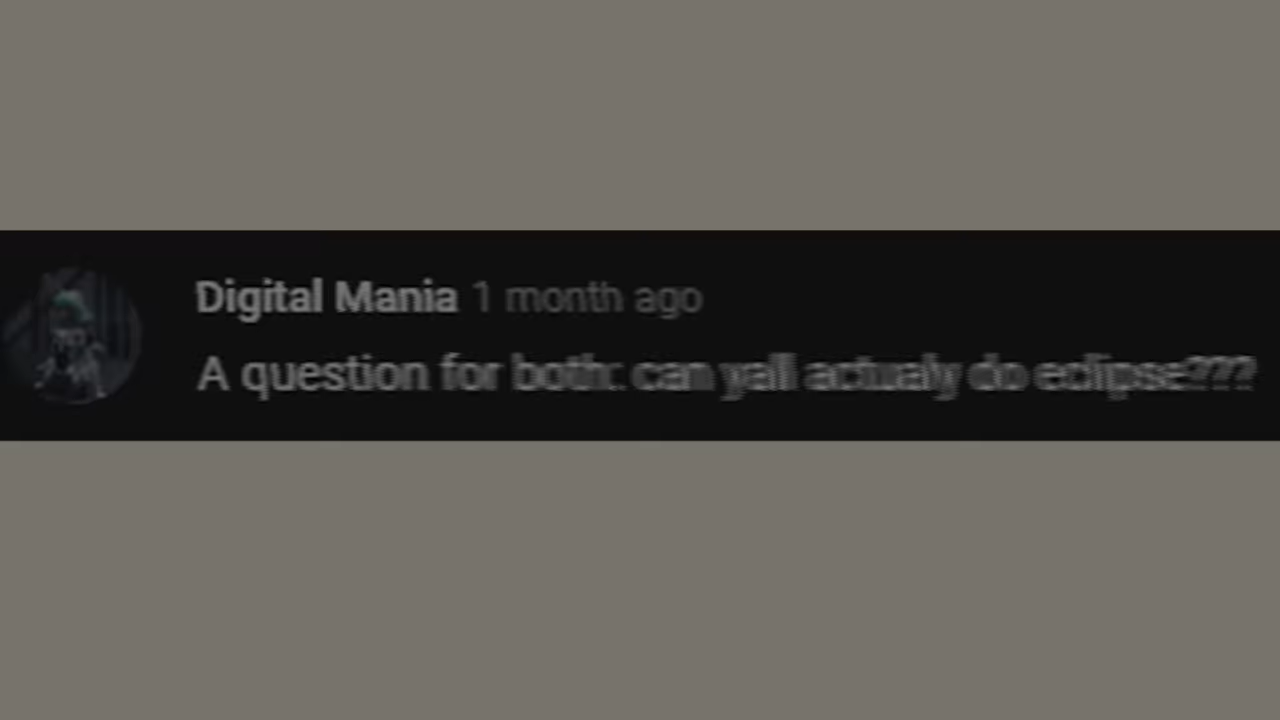 Digital Mania 1 month ago
A question for both: can yall actualy do eclipse???